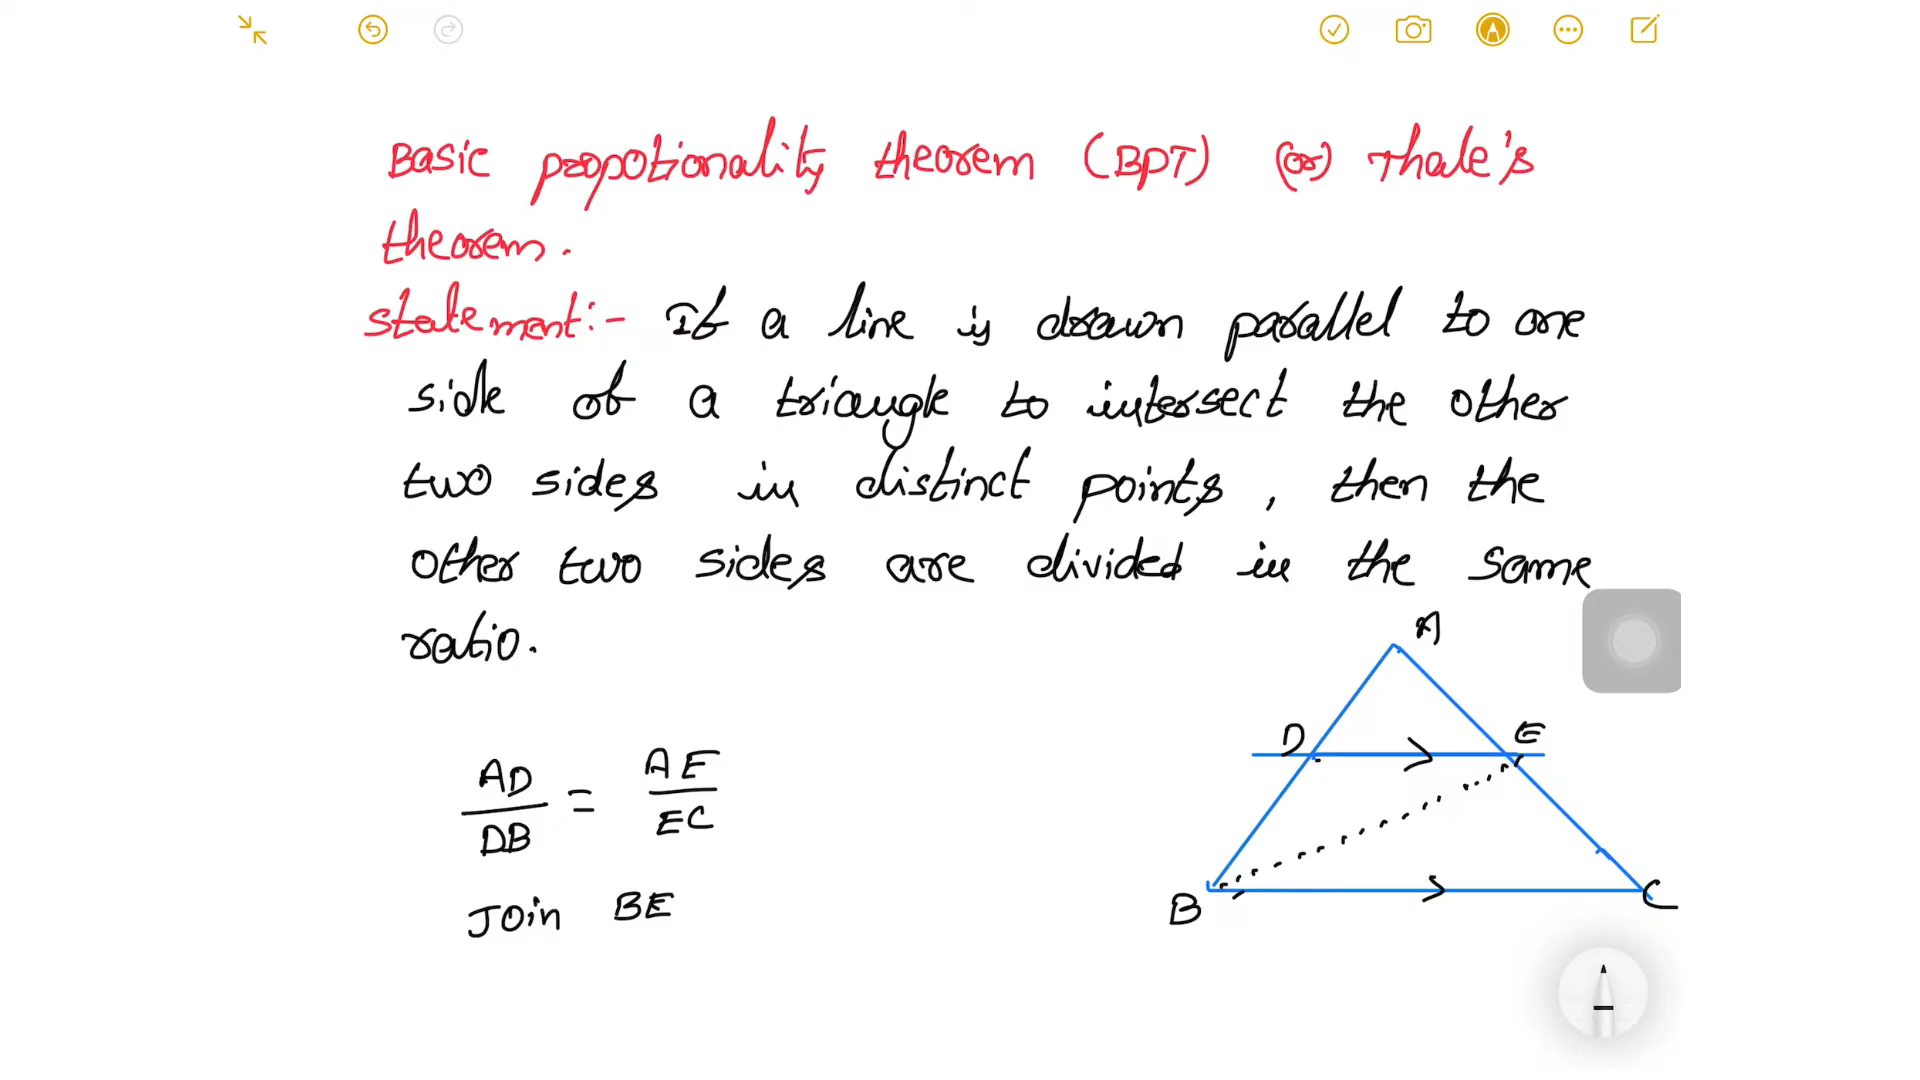 Basic propotionality theorem (BPT) (or) Thale's
theorem.
Statement:- If a line is drawn parallel to one
side of a triangle to intersect the other
two sides in distinct points, then the
other two sides are divided in the same
ratio.
A
D E
AD/DB = AE/EC
Join BE
B C